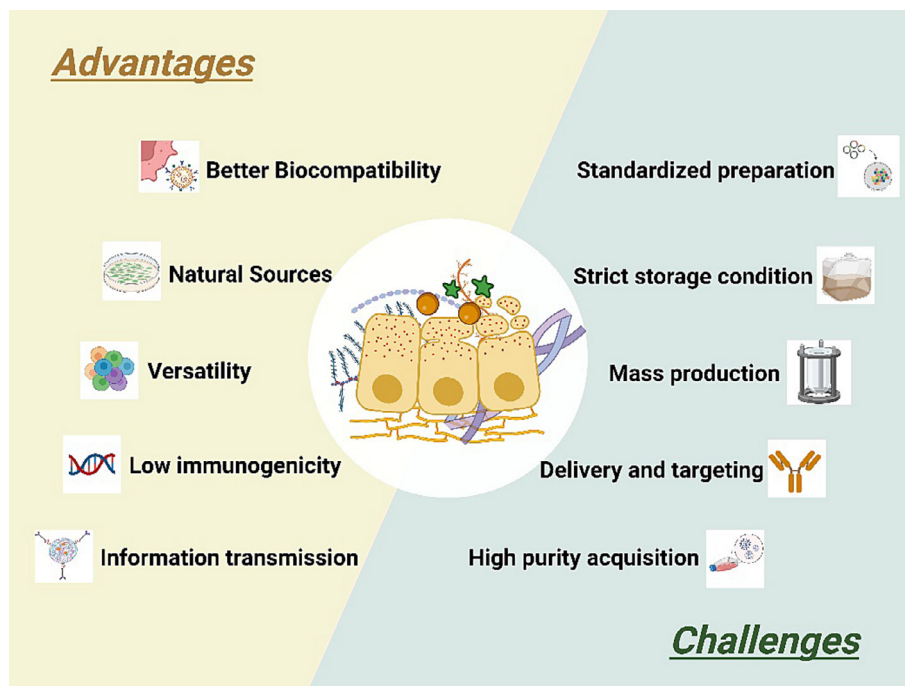 Advantages
Better Biocompatibility
Natural Sources
Versatility
Low immunogenicity
Information transmission
Standardized preparation
Strict storage condition
Mass production
Delivery and targeting
High purity acquisition
Challenges